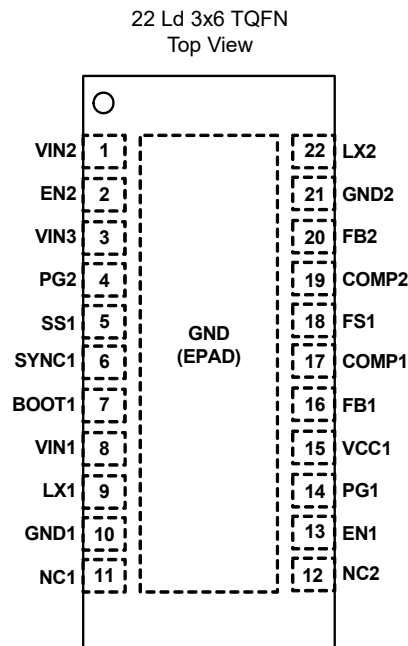 22 Ld 3x6 TQFN
Top View
VIN2 1
EN2 2
VIN3 3
PG2 4
SS1 5
SYNC1 6
BOOT1 7
VIN1 8
LX1 9
GND1 10
NC1 11
GND
(EPAD)
22 LX2
21 GND2
20 FB2
19 COMP2
18 FS1
17 COMP1
16 FB1
15 VCC1
14 PG1
13 EN1
12 NC2